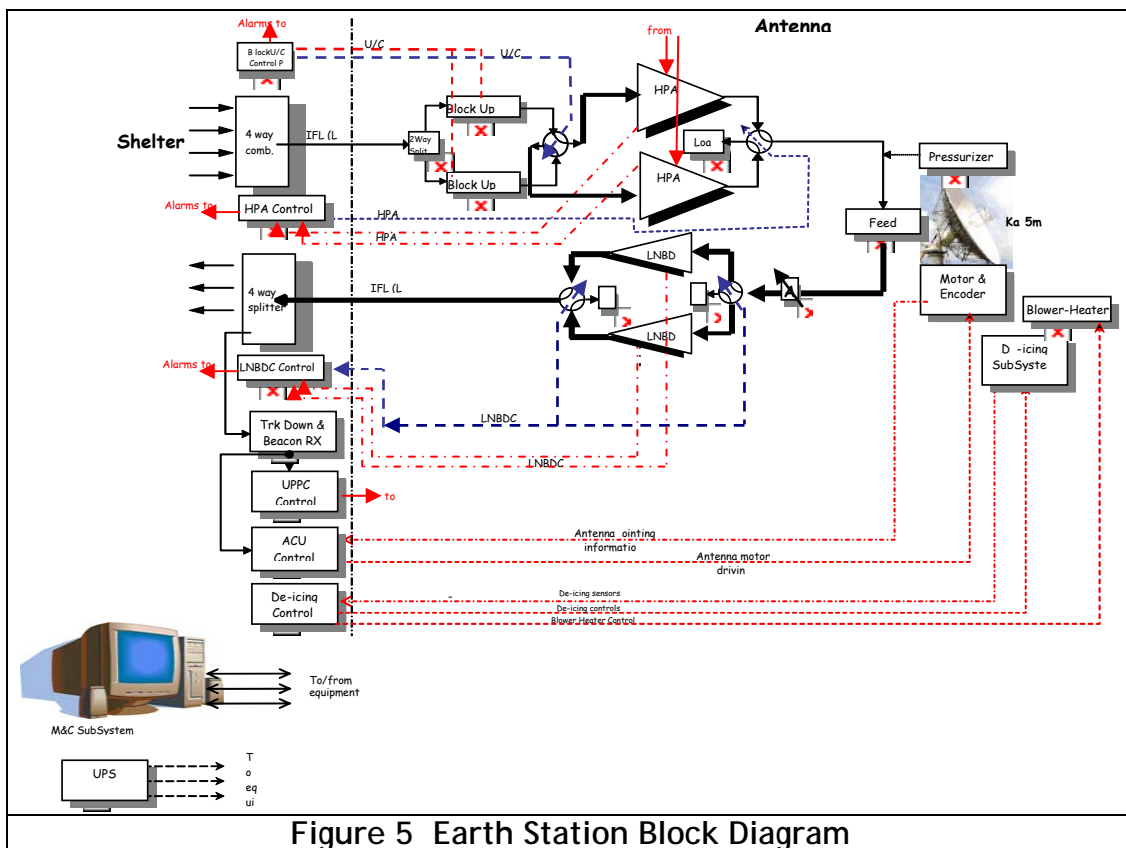 Alarms to
Antenna
from
U/C
BlockU/C
Control P
U/C
HPA
Block Up
Shelter
4 way
comb.
IFL (L
2Way
Split
Loa
Pressurizer
HPA
Block Up
Alarms to
HPA Control
HPA
Feed
Ka 5m
HPA
LNBD
4 way
splitter
IFL (L
A
Motor &
Encoder
Blower-Heater
LNBD
D -icing
SubSyste
Alarms to
LNBDC Control
LNBDC
Trk Down &
Beacon RX
LNBDC
UPPC
Control
to
ACU
Control
Antenna ointing
informatio
Antenna motor
drivin
De-icing
Control
De-icing sensors
De-icing controls
Blower Heater Control
To/from
equipment
M&C SubSystem
UPS
T
o
eq
ui
Figure 5 Earth Station Block Diagram